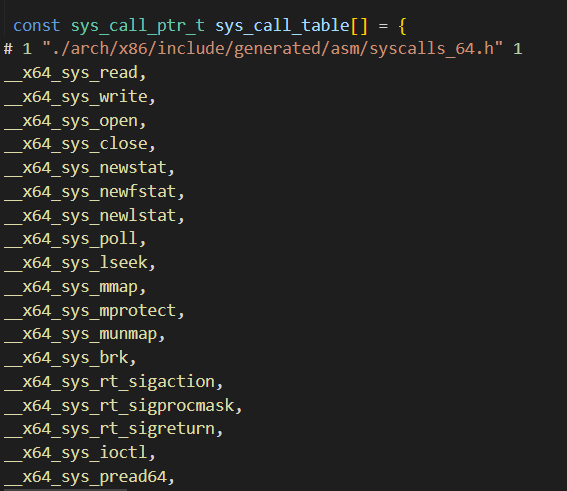 const sys_call_ptr_t sys_call_table[] = {
# 1 "./arch/x86/include/generated/asm/syscalls_64.h" 1
__x64_sys_read,
__x64_sys_write,
__x64_sys_open,
__x64_sys_close,
__x64_sys_newstat,
__x64_sys_newfstat,
__x64_sys_newlstat,
__x64_sys_poll,
__x64_sys_lseek,
__x64_sys_mmap,
__x64_sys_mprotect,
__x64_sys_munmap,
__x64_sys_brk,
__x64_sys_rt_sigaction,
__x64_sys_rt_sigprocmask,
__x64_sys_rt_sigreturn,
__x64_sys_ioctl,
__x64_sys_pread64,